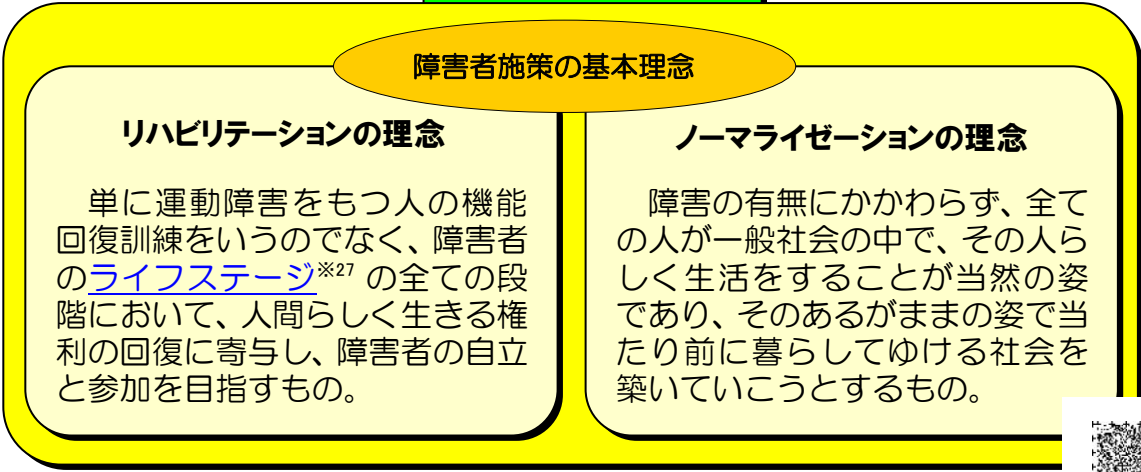 障害者施策の基本理念
リハビリテーションの理念
単に運動障害をもつ人の機能
回復訓練をいうのでなく、障害者
のライフステージ※27 の全ての段
階において、人間らしく生きる権
利の回復に寄与し、障害者の自立
と参加を目指すもの。
ノーマライゼーションの理念
障害の有無にかかわらず、全て
の人が一般社会の中で、その人ら
しく生活をすることが当然の姿
であり、そのあるがままの姿で当
たり前に暮らしてゆける社会を
築いていこうとするもの。